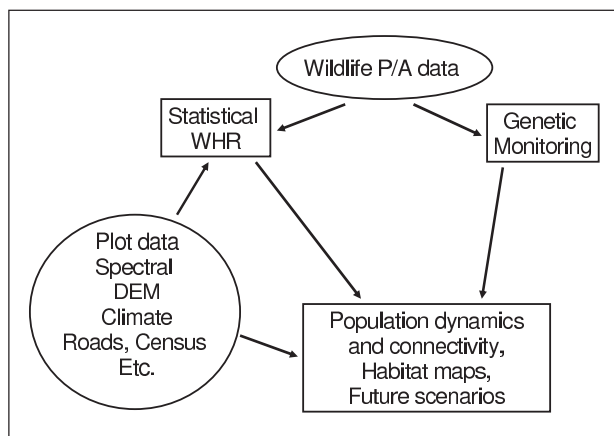 Wildlife P/A data
Statistical
WHR
Genetic
Monitoring
Plot data
Spectral
DEM
Climate
Roads, Census
Etc.
Population dynamics
and connectivity,
Habitat maps,
Future scenarios